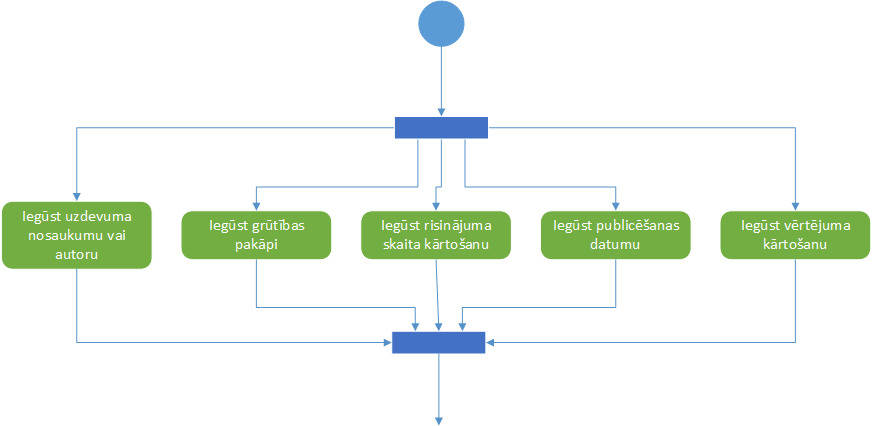 Iegūst uzdevuma
nosaukumu vai
autoru
Iegūst grūtības
pakāpi
Iegūst risinājuma
skaita kārtošanu
Iegūst publicēšanas
datumu
Iegūst vērtējuma
kārtošanu